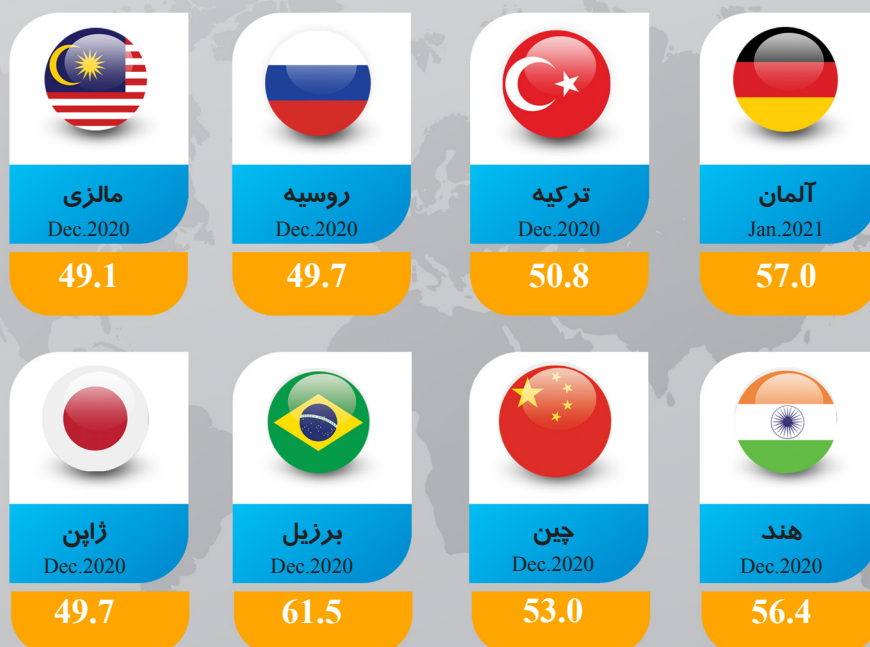 آلمان
Jan.2021
57.0
ترکیه
Dec.2020
50.8
روسیه
Dec.2020
49.7
مالزی
Dec.2020
49.1
هند
Dec.2020
56.4
چین
Dec.2020
53.0
برزیل
Dec.2020
61.5
ژاپن
Dec.2020
49.7